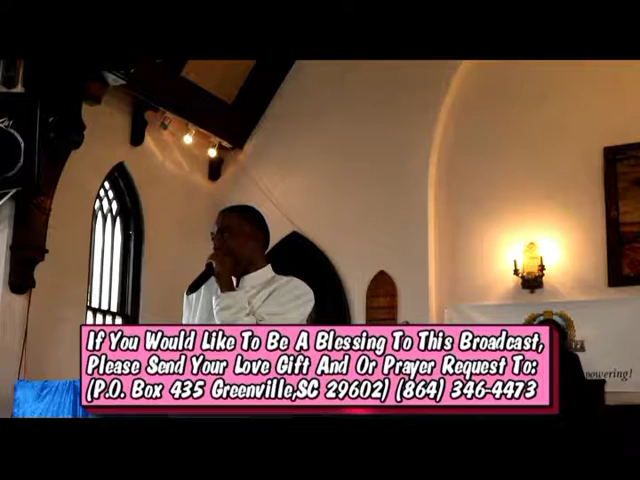 If You Would Like To Be A Blessing To This Broadcast,
Please Send Your Love Gift And Or Prayer Request To:
(P.O. Box 435 Greenville,SC 29602) (864) 346-4473
powering!